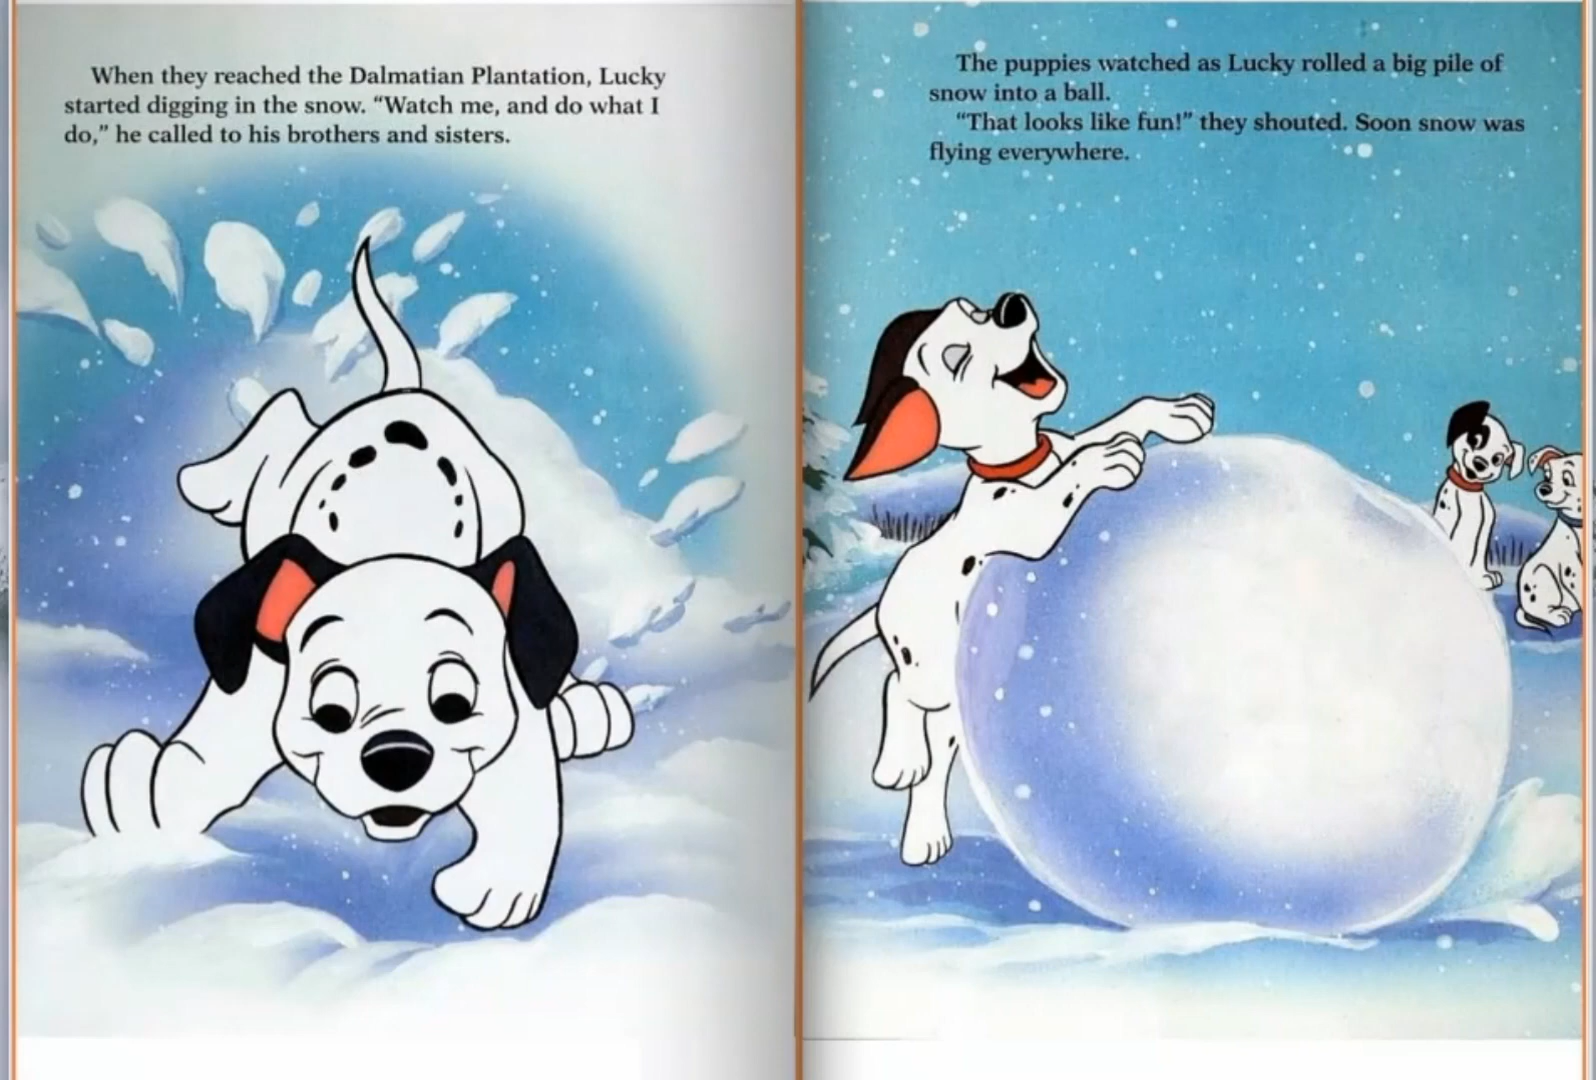 When they reached the Dalmatian Plantation, Lucky
started digging in the snow. “Watch me, and do what I
do,” he called to his brothers and sisters.
The puppies watched as Lucky rolled a big pile of
snow into a ball.
“That looks like fun!” they shouted. Soon snow was
flying everywhere.